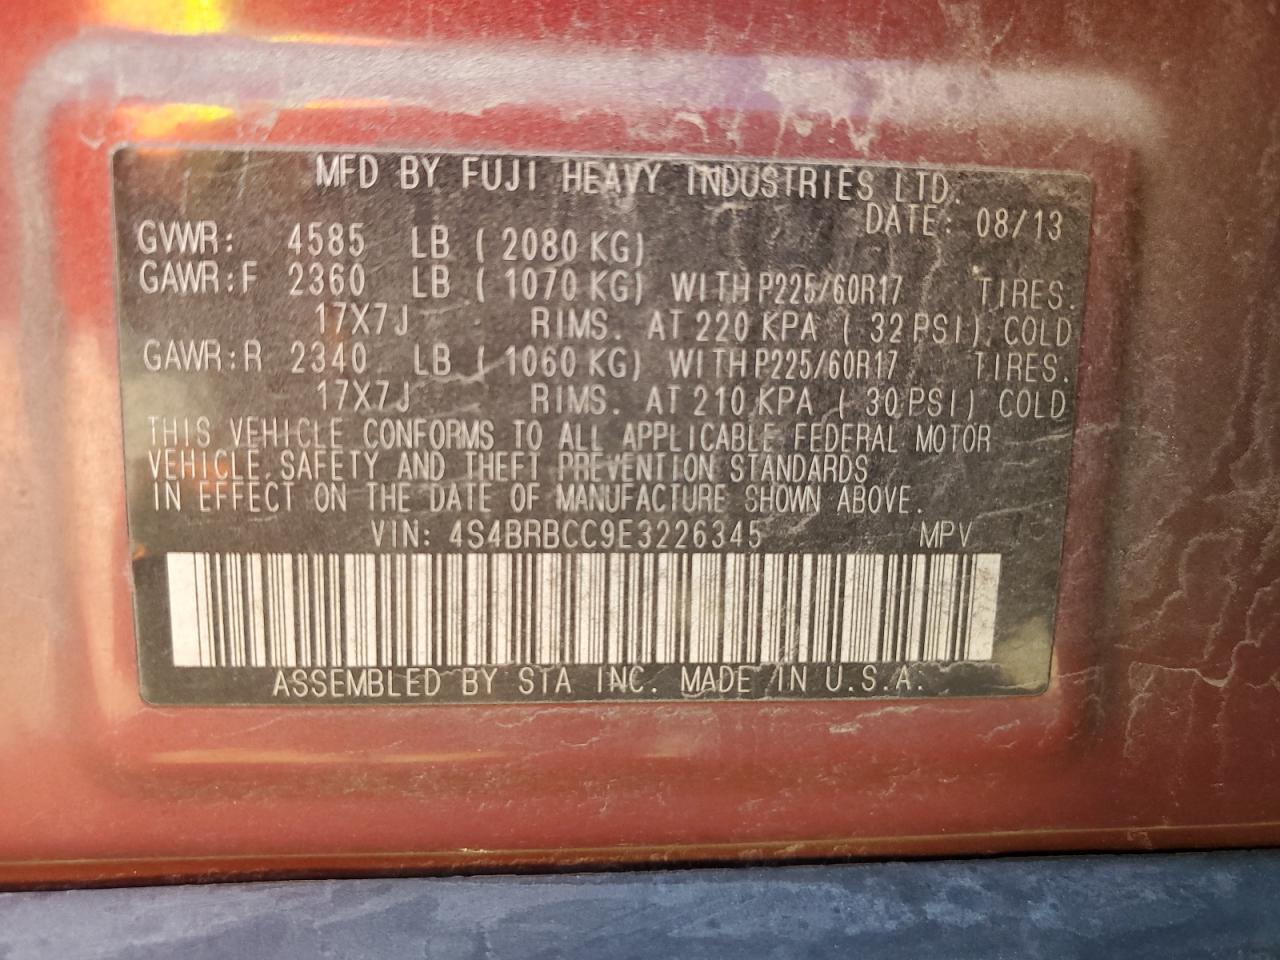 MFD BY FUJI HEAVY INDUSTRIES LTD.
DATE: 08/13
GVWR: 4585 LB ( 2080 KG)
GAWR:F 2360 LB ( 1070 KG) WITH P225/60R17 TIRES.
17X7J RIMS. AT 220 KPA ( 32 PSI) COLD
GAWR:R 2340 LB ( 1060 KG) WITH P225/60R17 TIRES.
17X7J RIMS. AT 210 KPA ( 30 PSI) COLD
THIS VEHICLE CONFORMS TO ALL APPLICABLE FEDERAL MOTOR
VEHICLE SAFETY AND THEFT PREVENTION STANDARDS
IN EFFECT ON THE DATE OF MANUFACTURE SHOWN ABOVE.
VIN: 4S4BRBCC9E3226345 MPV
ASSEMBLED BY STA INC. MADE IN U.S.A.